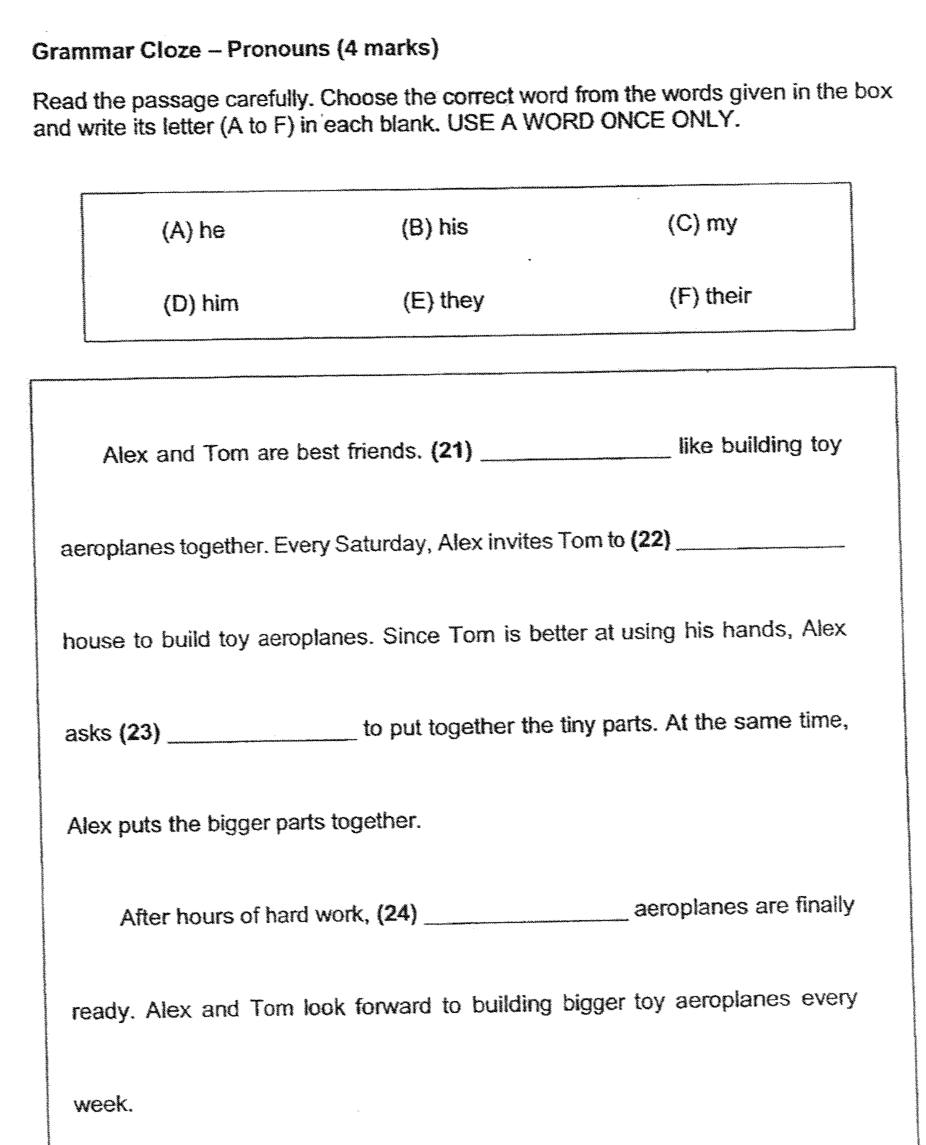 Grammar Cloze – Pronouns (4 marks)
Read the passage carefully. Choose the correct word from the words given in the box
and write its letter (A to F) in each blank. USE A WORD ONCE ONLY.
(A) he (B) his (C) my
(D) him (E) they (F) their
Alex and Tom are best friends. (21) ________ like building toy
aeroplanes together. Every Saturday, Alex invites Tom to (22) ________
house to build toy aeroplanes. Since Tom is better at using his hands, Alex
asks (23) ________ to put together the tiny parts. At the same time,
Alex puts the bigger parts together.
After hours of hard work, (24) ________ aeroplanes are finally
ready. Alex and Tom look forward to building bigger toy aeroplanes every
week.